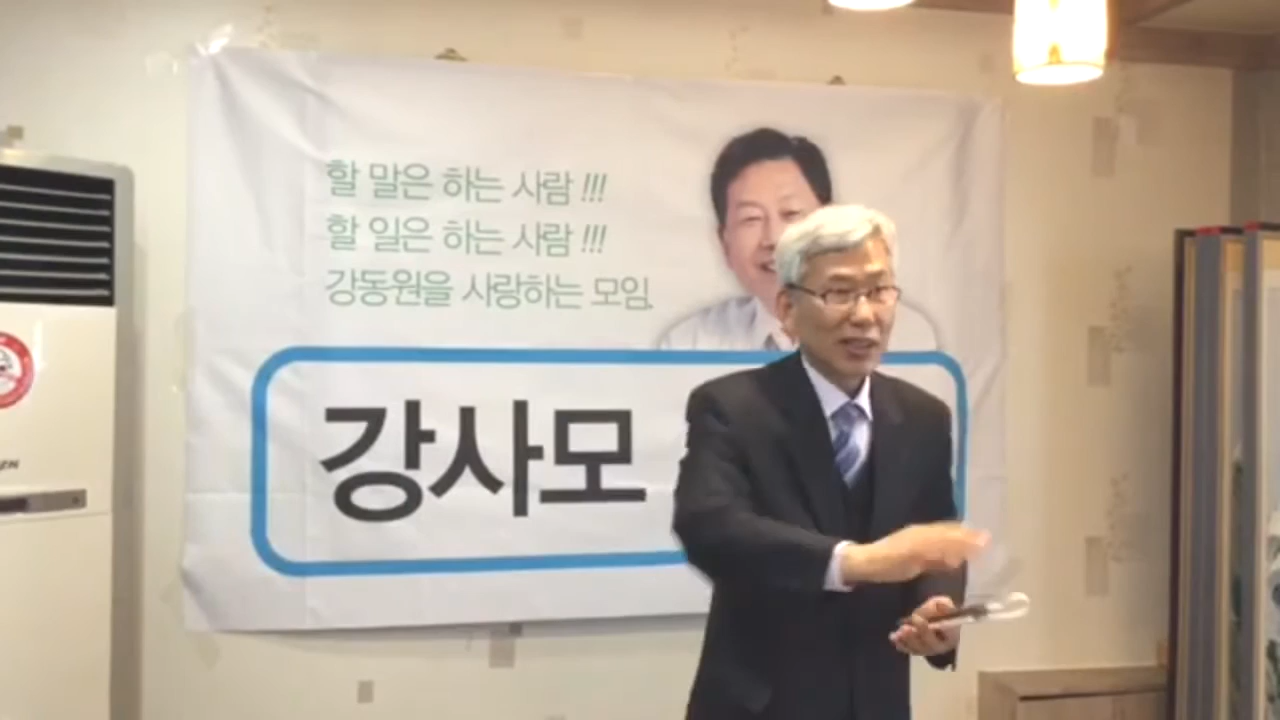 할 말은 하는 사람 !!!
할 일은 하는 사람 !!!
강동원을 사랑하는 모임.
강사모